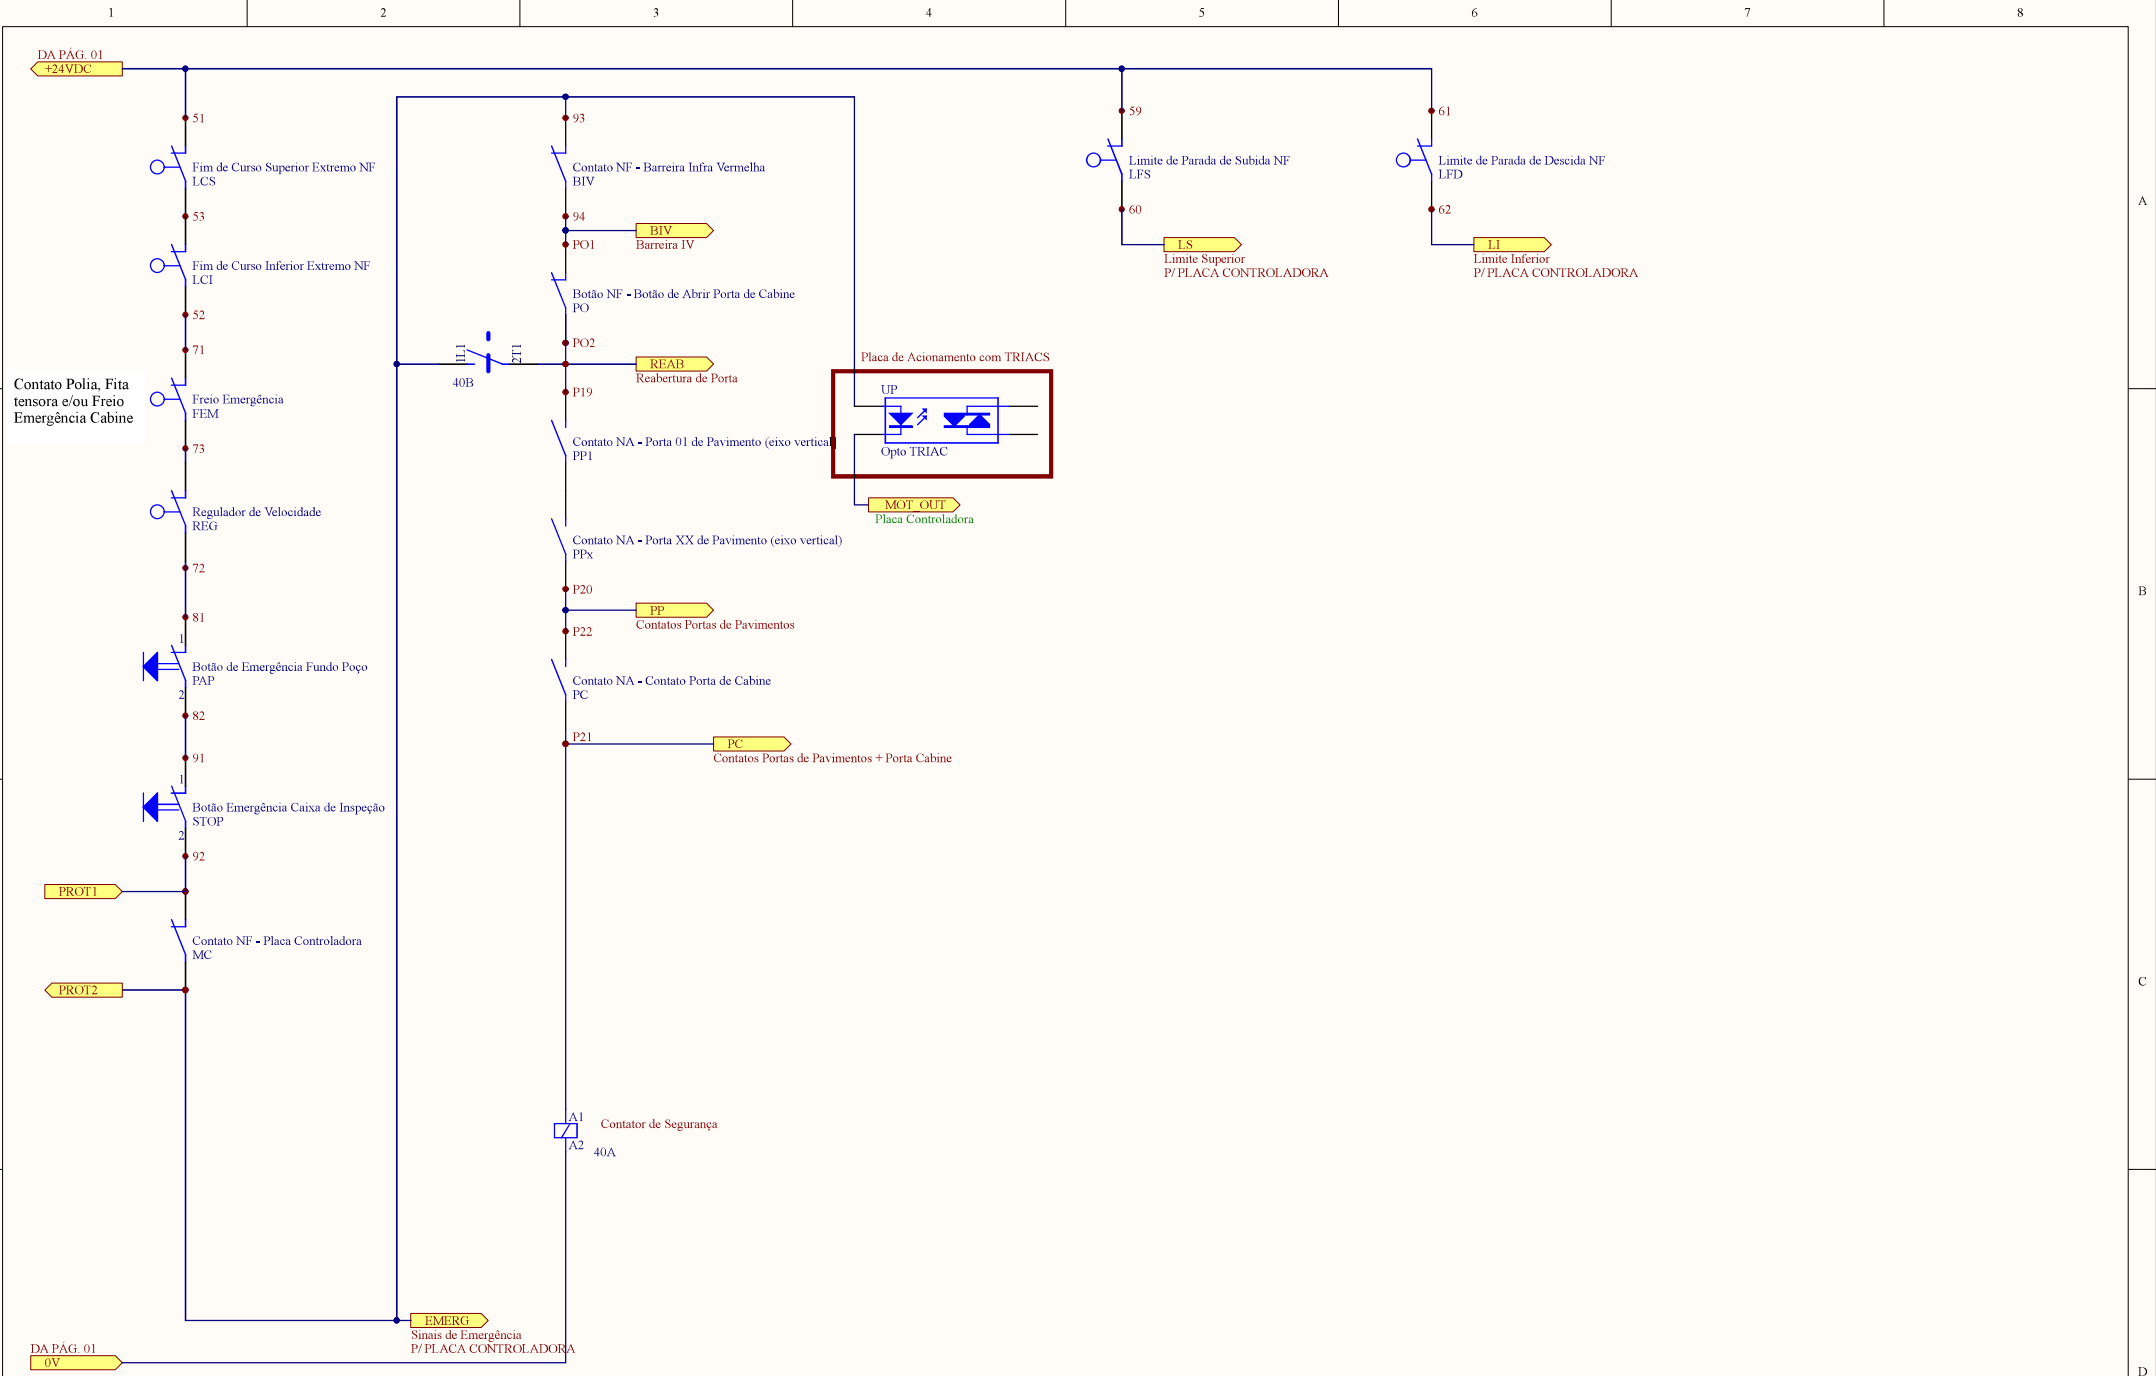 1 2 3 4 5 6 7 8
DA PÁG. 01
+24VDC
51
Fim de Curso Superior Extremo NF
LCS
53
Fim de Curso Inferior Extremo NF
LCI
52
71
Contato Polia, Fita
tensora e/ou Freio
Emergência Cabine
Freio Emergência
FEM
73
Regulador de Velocidade
REG
72
81
1
Botão de Emergência Fundo Poço
PAP
2
82
91
1
Botão Emergência Caixa de Inspeção
STOP
2
92
PROT1
Contato NF - Placa Controladora
MC
PROT2
EMERG
Sinais de Emergência
P/ PLACA CONTROLADORA
DA PÁG. 01
0V
93
Contato NF - Barreira Infra Vermelha
BIV
94
BIV
Barreira IV
PO1
Botão NF - Botão de Abrir Porta de Cabine
PO
PO2
1L1
2T1
40B
REAB
Reabertura de Porta
P19
Contato NA - Porta 01 de Pavimento (eixo vertical)
PP1
Contato NA - Porta XX de Pavimento (eixo vertical)
PPx
P20
PP
Contatos Portas de Pavimentos
P22
Contato NA - Contato Porta de Cabine
PC
P21
PC
Contatos Portas de Pavimentos + Porta Cabine
A1
Contator de Segurança
A2
40A
Placa de Acionamento com TRIACS
UP
Opto TRIAC
MOT_OUT
Placa Controladora
59
Limite de Parada de Subida NF
LFS
60
LS
Limite Superior
P/ PLACA CONTROLADORA
61
Limite de Parada de Descida NF
LFD
62
LI
Limite Inferior
P/ PLACA CONTROLADORA
A
B
C
D